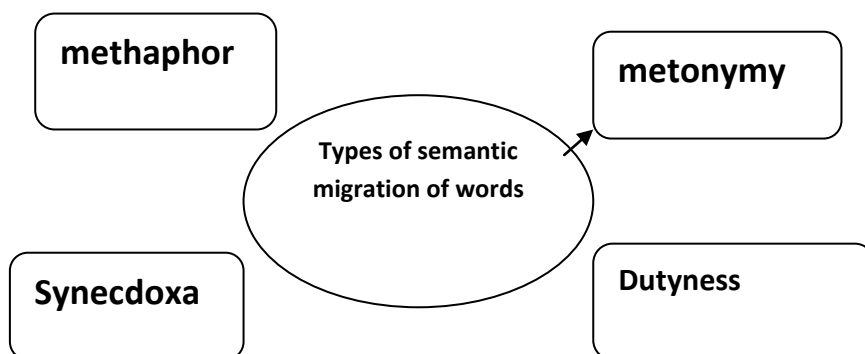 methaphor
metonymy
Types of semantic
migration of words
Synecdoxa
Dutyness